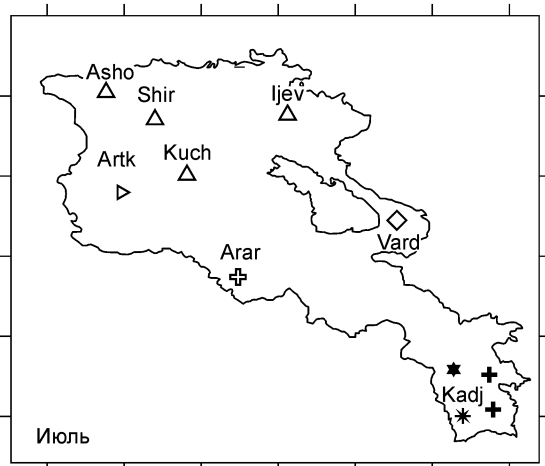 Asho
Shir
Ijev
Artk
Kuch
Vard
Arar
Kadj
Июль